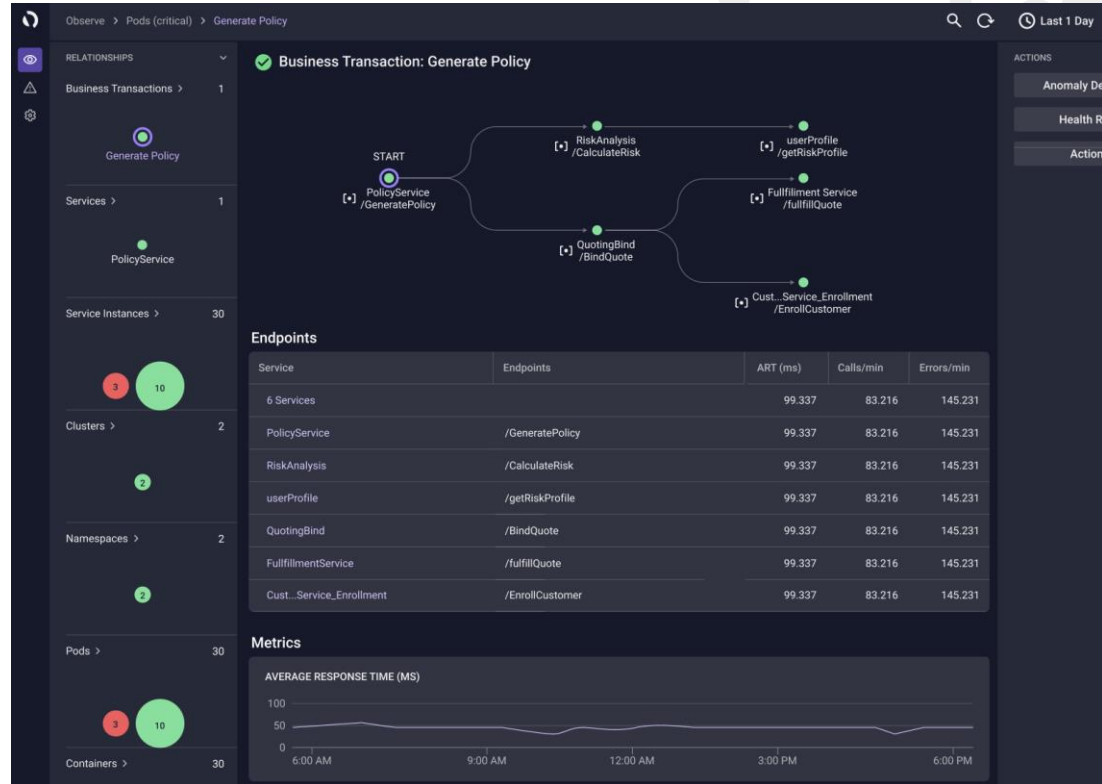 Observe > Pods (critical) > Generate Policy
Last 1 Day
RELATIONSHIPS
Business Transactions > 1
Generate Policy
Services > 1
PolicyService
Service Instances > 30
3 10
Clusters > 2
2
Namespaces > 2
2
Pods > 30
3 10
Containers > 30
Business Transaction: Generate Policy
START
PolicyService
/GeneratePolicy
RiskAnalysis
/CalculateRisk
userProfile
/getRiskProfile
Fullfiliment Service
/fullfillQuote
QuotingBind
/BindQuote
Cust...Service_Enrollment
/EnrollCustomer
Endpoints
Service Endpoints ART (ms) Calls/min Errors/min
6 Services 99.337 83.216 145.231
PolicyService /GeneratePolicy 99.337 83.216 145.231
RiskAnalysis /CalculateRisk 99.337 83.216 145.231
userProfile /getRiskProfile 99.337 83.216 145.231
QuotingBind /BindQuote 99.337 83.216 145.231
FullfillmentService /fulfillQuote 99.337 83.216 145.231
Cust...Service_Enrollment /EnrollCustomer 99.337 83.216 145.231
Metrics
AVERAGE RESPONSE TIME (MS)
100
50
0
6:00 AM 9:00 AM 12:00 AM 3:00 PM 6:00 PM
ACTIONS
Anomaly De
Health R
Action